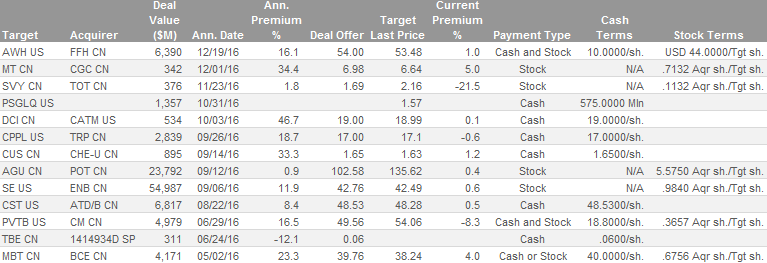 Target Acquirer Deal Value ($M) Ann. Date Ann. Premium % Deal Offer Target Last Price Current Premium % Payment Type Cash Terms Stock Terms
AWH US FFH CN 6,390 12/19/16 16.1 54.00 53.48 1.0 Cash and Stock 10.0000/sh. USD 44.0000/Tgt sh.
MT CN CGC CN 342 12/01/16 34.4 6.98 6.64 5.0 Stock N/A .7132 Aqr sh./Tgt sh.
SVY CN TOT CN 376 11/23/16 1.8 1.69 2.16 -21.5 Stock N/A .1132 Aqr sh./Tgt sh.
PSGLQ US 1,357 10/31/16 1.57 Cash 575.0000 Mln
DCI CN CATM US 534 10/03/16 46.7 19.00 18.99 0.1 Cash 19.0000/sh.
CPPL US TRP CN 2,839 09/26/16 18.7 17.00 17.1 -0.6 Cash 17.0000/sh.
CUS CN CHE-U CN 895 09/14/16 33.3 1.65 1.63 1.2 Cash 1.6500/sh.
AGU CN POT CN 23,792 09/12/16 0.9 102.58 135.62 0.4 Stock N/A 5.5750 Aqr sh./Tgt sh.
SE US ENB CN 54,987 09/06/16 11.9 42.76 42.49 0.6 Stock N/A .9840 Aqr sh./Tgt sh.
CST US ATD/B CN 6,817 08/22/16 8.4 48.53 48.28 0.5 Cash 48.5300/sh.
PVTB US CM CN 4,979 06/29/16 16.5 49.56 54.06 -8.3 Cash and Stock 18.8000/sh. .3657 Aqr sh./Tgt sh.
TBE CN 1414934D SP 311 06/24/16 -12.1 0.06 Cash .0600/sh.
MBT CN BCE CN 4,171 05/02/16 23.3 39.76 38.24 4.0 Cash or Stock 40.0000/sh. .6756 Aqr sh./Tgt sh.